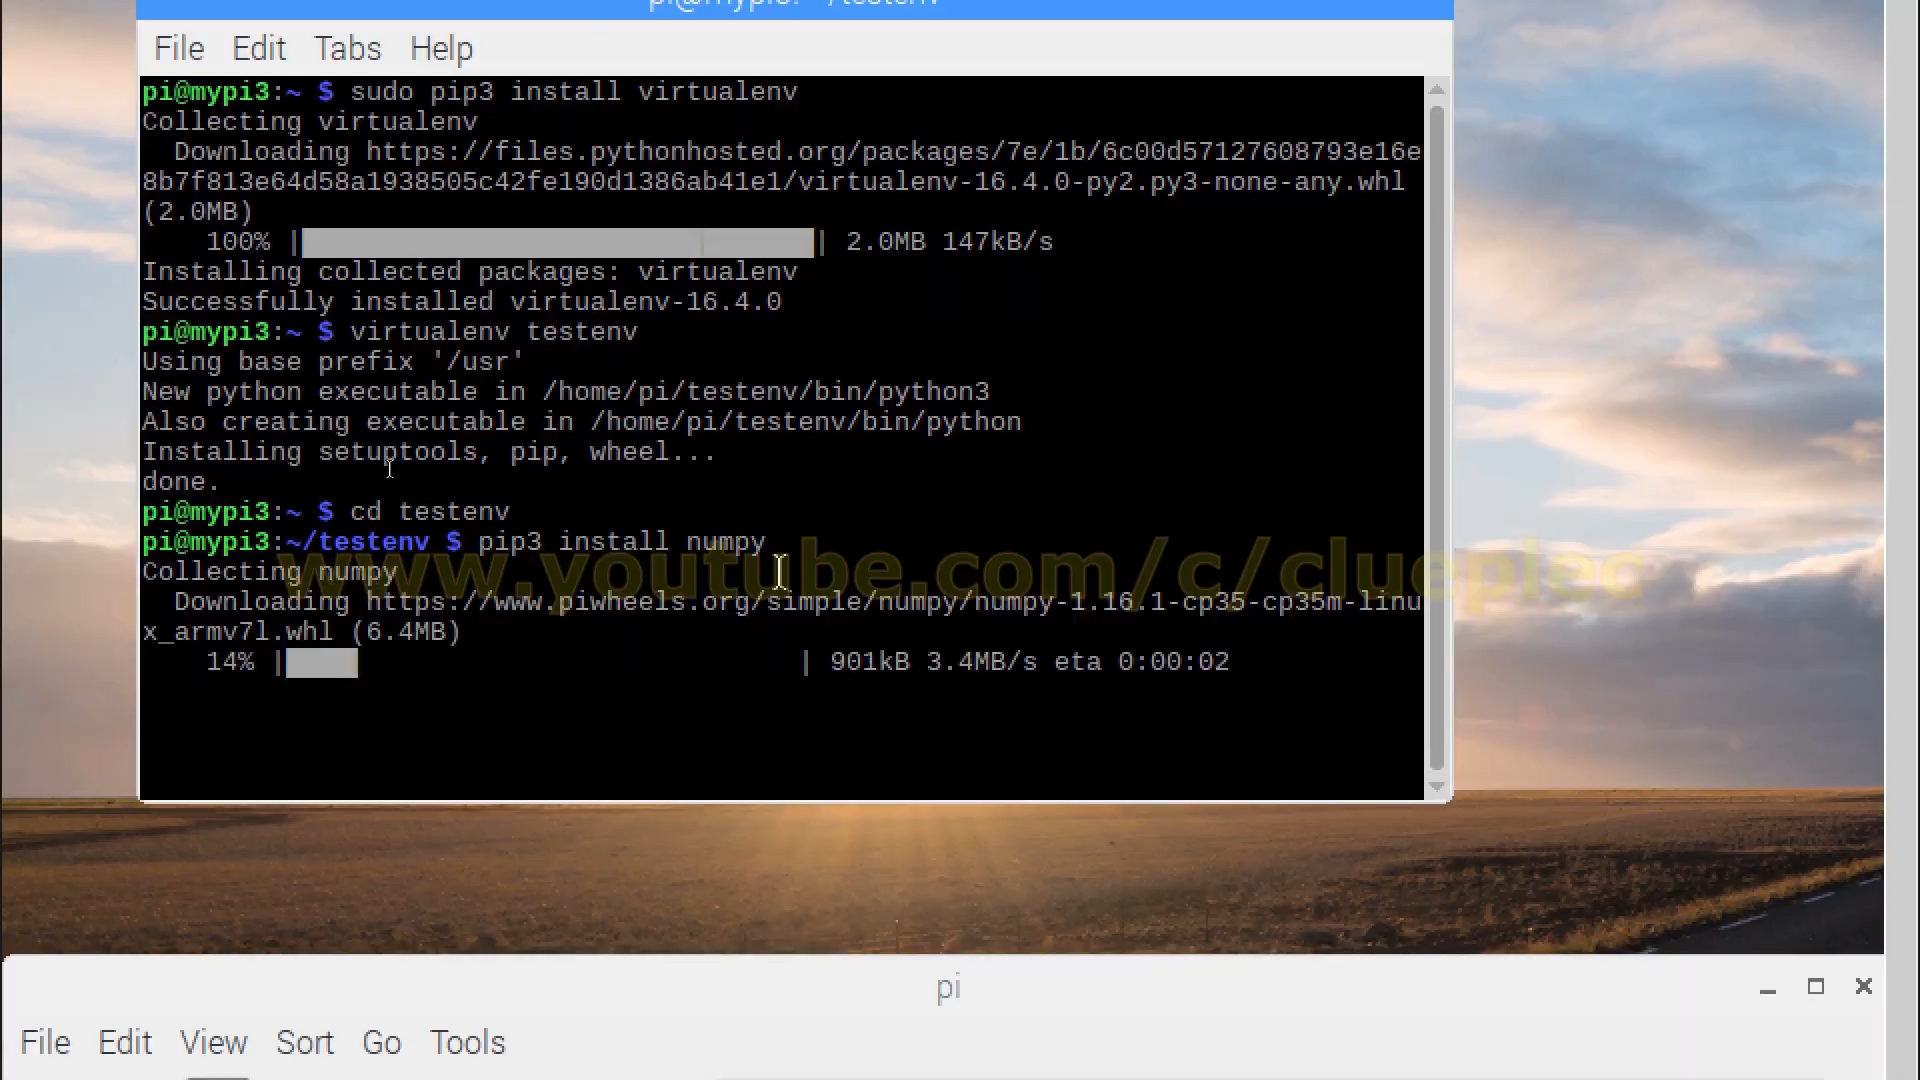 pi@mypi3: ~/testenv
File Edit Tabs Help
pi@mypi3:~ $ sudo pip3 install virtualenv
Collecting virtualenv
  Downloading https://files.pythonhosted.org/packages/7e/1b/6c00d57127608793e16e
8b7f813e64d58a1938505c42fe190d1386ab41e1/virtualenv-16.4.0-py2.py3-none-any.whl
(2.0MB)
    100% |                                | 2.0MB 147kB/s
Installing collected packages: virtualenv
Successfully installed virtualenv-16.4.0
pi@mypi3:~ $ virtualenv testenv
Using base prefix '/usr'
New python executable in /home/pi/testenv/bin/python3
Also creating executable in /home/pi/testenv/bin/python
Installing setuptools, pip, wheel...
done.
pi@mypi3:~ $ cd testenv
pi@mypi3:~/testenv $ pip3 install numpy
Collecting numpy
www.youtube.com/c/clueplec
  Downloading https://www.piwheels.org/simple/numpy/numpy-1.16.1-cp35-cp35m-linu
x_armv7l.whl (6.4MB)
    14% |                                | 901kB 3.4MB/s eta 0:00:02
pi
File Edit View Sort Go Tools